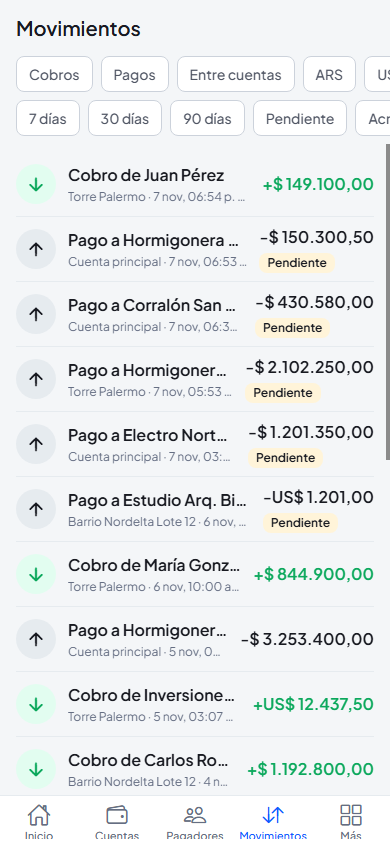 Movimientos
Cobros Pagos Entre cuentas ARS US
7 días 30 días 90 días Pendiente Acr
Cobro de Juan Pérez +$ 149.100,00
Torre Palermo · 7 nov, 06:54 p. ...
Pago a Hormigonera ... -$ 150.300,50
Cuenta principal · 7 nov, 06:53 ... Pendiente
Pago a Corralón San ... -$ 430.580,00
Cuenta principal · 7 nov, 06:3... Pendiente
Pago a Hormigoner... -$ 2.102.250,00
Torre Palermo · 7 nov, 05:53 ... Pendiente
Pago a Electro Nort... -$ 1.201.350,00
Cuenta principal · 7 nov, 03:... Pendiente
Pago a Estudio Arq. Bi... -US$ 1.201,00
Barrio Nordelta Lote 12 · 6 nov, ... Pendiente
Cobro de María Gonz... +$ 844.900,00
Torre Palermo · 6 nov, 10:00 a...
Pago a Hormigoner... -$ 3.253.400,00
Cuenta principal · 5 nov, 0...
Cobro de Inversione... +US$ 12.437,50
Torre Palermo · 5 nov, 03:07 ...
Cobro de Carlos Ro... +$ 1.192.800,00
Barrio Nordelta Lote 12 · 4 n...
Inicio Cuentas Pagadores Movimientos Más